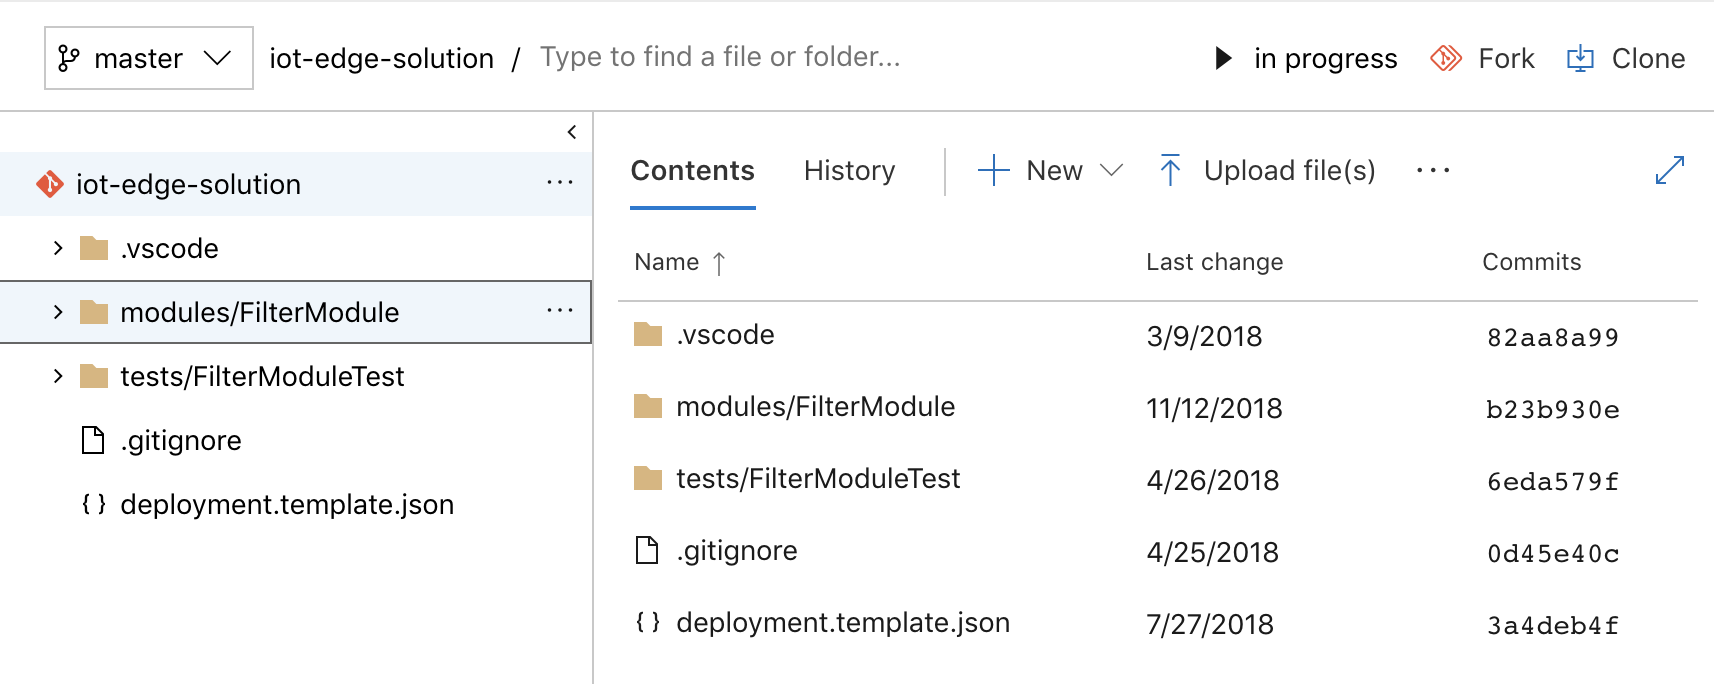 master iot-edge-solution / Type to find a file or folder... in progress Fork Clone
iot-edge-solution ...
.vscode
modules/FilterModule ...
tests/FilterModuleTest
.gitignore
{ } deployment.template.json
Contents History New Upload file(s) ...
Name ↑ Last change Commits
.vscode 3/9/2018 82aa8a99
modules/FilterModule 11/12/2018 b23b930e
tests/FilterModuleTest 4/26/2018 6eda579f
.gitignore 4/25/2018 0d45e40c
{ } deployment.template.json 7/27/2018 3a4deb4f